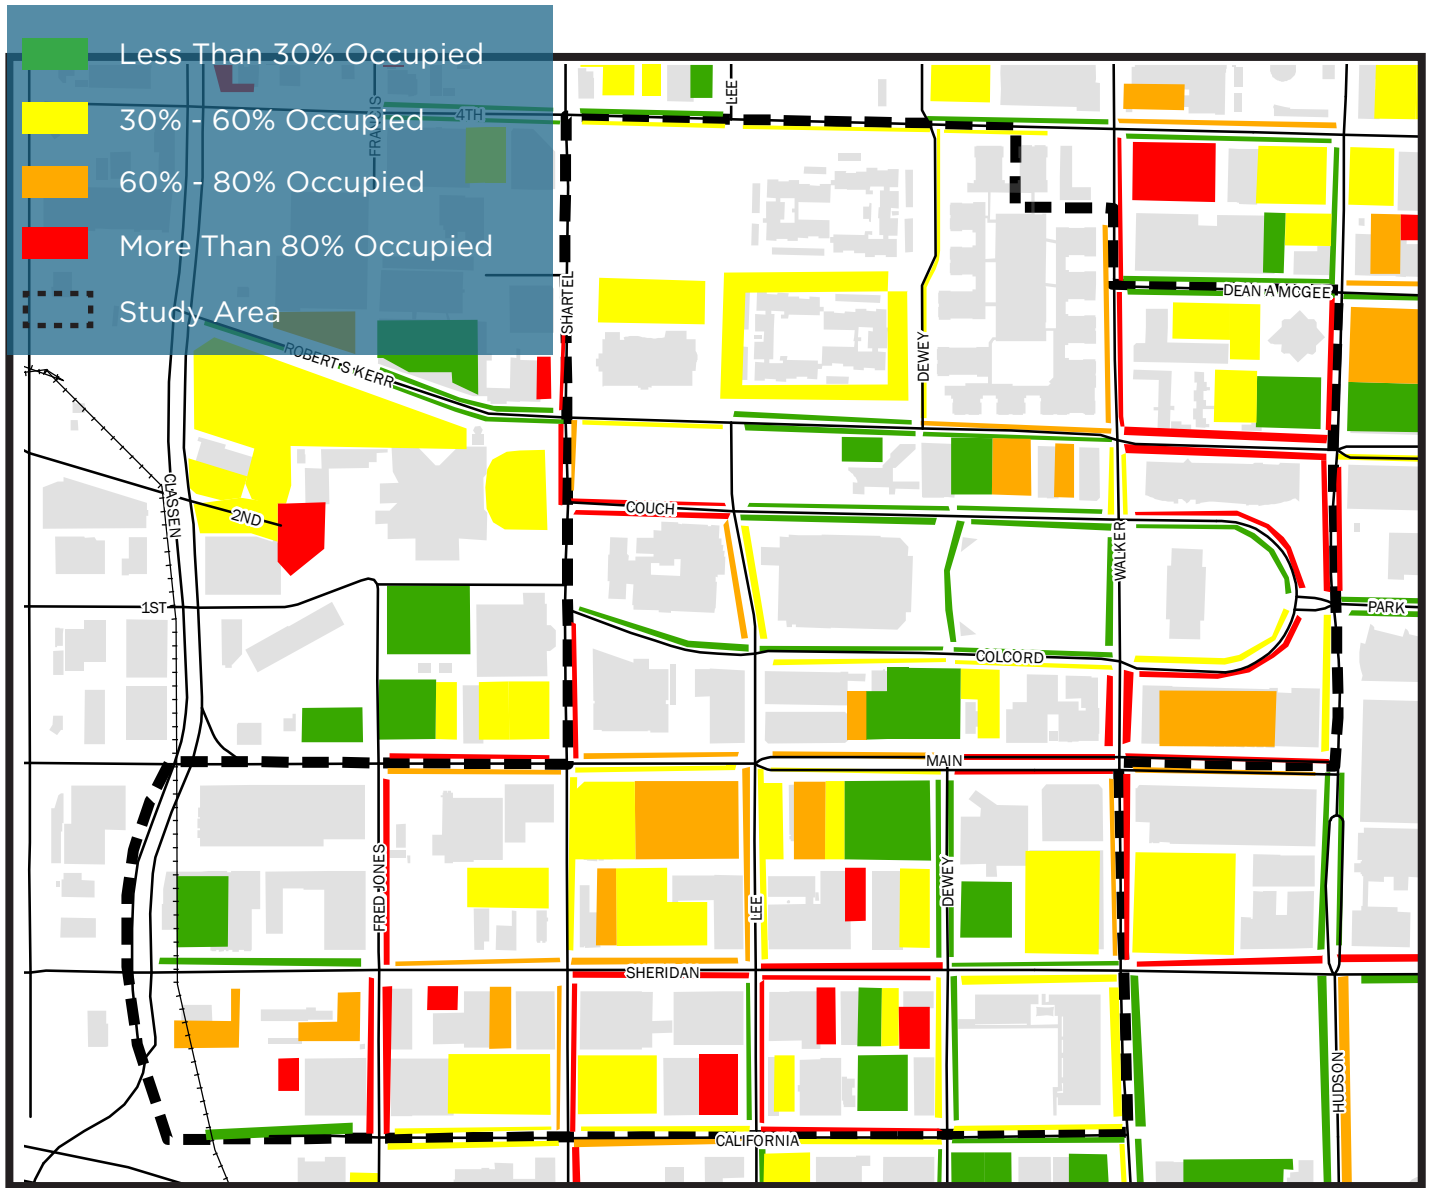 Less Than 30% Occupied
30% - 60% Occupied
60% - 80% Occupied
More Than 80% Occupied
Study Area
FRANCIS
4TH
LEE
SHARTEL
DEAN A MCGEE
DEWEY
ROBERT S KERR
CLASSEN
2ND
COUCH
WALKER
1ST
PARK
COLCORD
MAIN
FRED JONES
LEE
DEWEY
SHERIDAN
HUDSON
CALIFORNIA